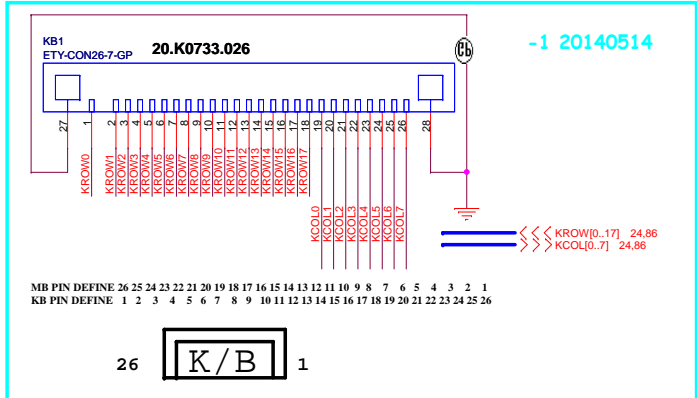 KB1
ETY-CON26-7-GP
20.K0733.026
-1 20140514
27 1 2 3 4 5 6 7 8 9 10 11 12 13 14 15 16 17 18 19 20 21 22 23 24 25 26 28
KROW0 KROW1 KROW2 KROW3 KROW4 KROW5 KROW6 KROW7 KROW8 KROW9 KROW10 KROW11 KROW12 KROW13 KROW14 KROW15 KROW16 KROW17
KCOL0 KCOL1 KCOL2 KCOL3 KCOL4 KCOL5 KCOL6 KCOL7
KROW[0..17] 24,86
KCOL[0..7] 24,86
MB PIN DEFINE 26 25 24 23 22 21 20 19 18 17 16 15 14 13 12 11 10 9 8 7 6 5 4 3 2 1
KB PIN DEFINE 1 2 3 4 5 6 7 8 9 10 11 12 13 14 15 16 17 18 19 20 21 22 23 24 25 26
26 K/B 1